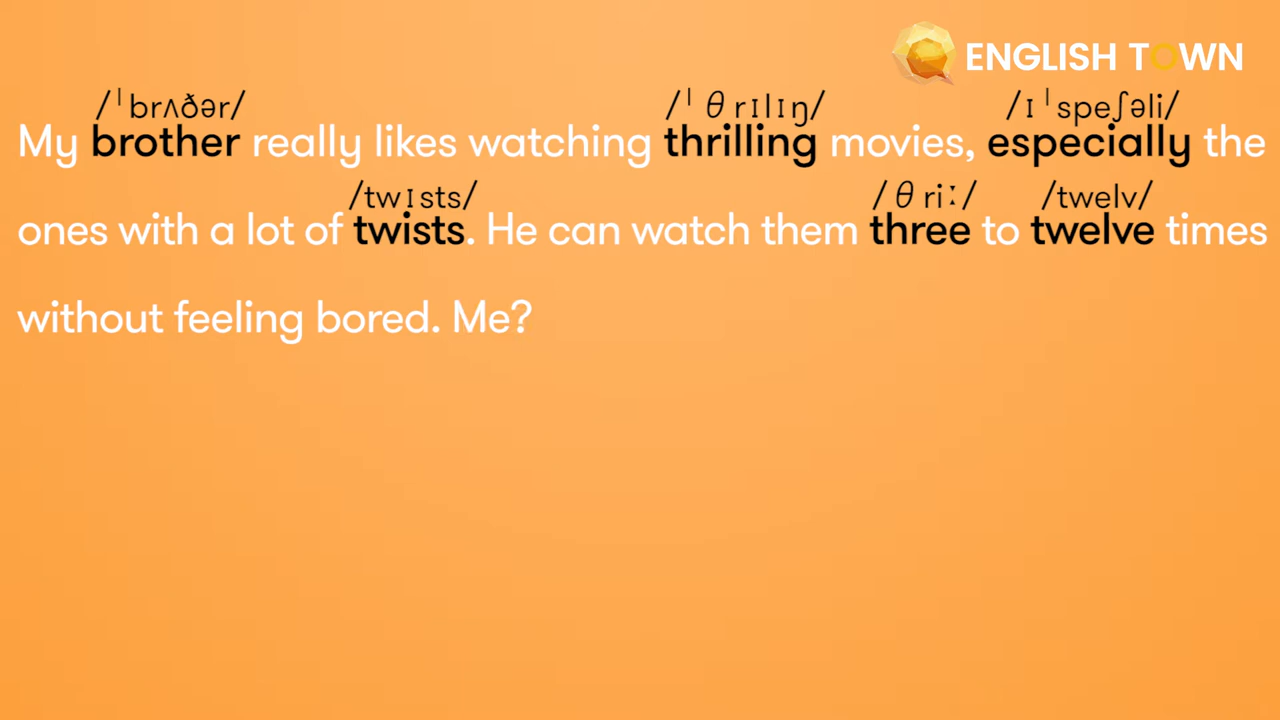 ENGLISH TOWN
/ˈbrʌðər/ /ˈθrɪlɪŋ/ /ɪˈspeʃəli/
My brother really likes watching thrilling movies, especially the
/twɪsts/ /θriː/ /twelv/
ones with a lot of twists. He can watch them three to twelve times
without feeling bored. Me?